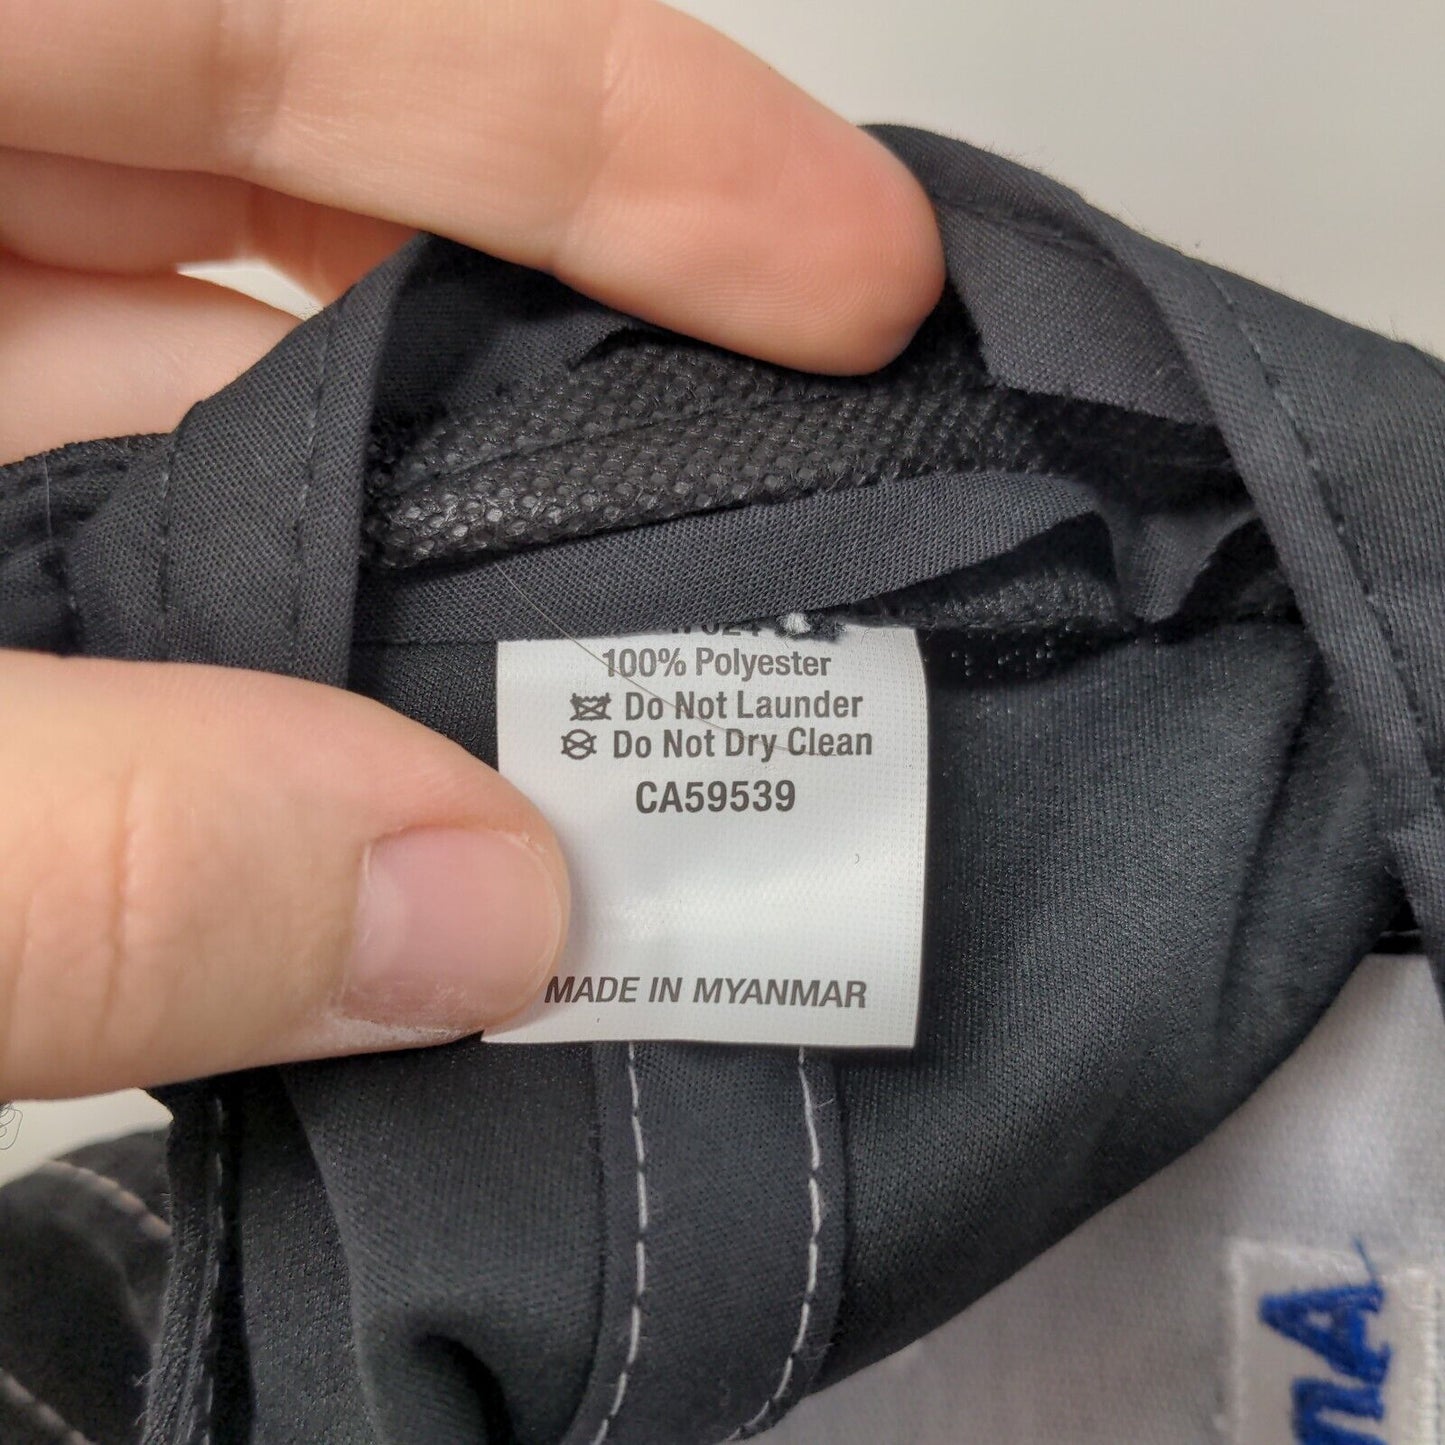 100% Polyester
Do Not Launder
Do Not Dry Clean
CA59539
MADE IN MYANMAR